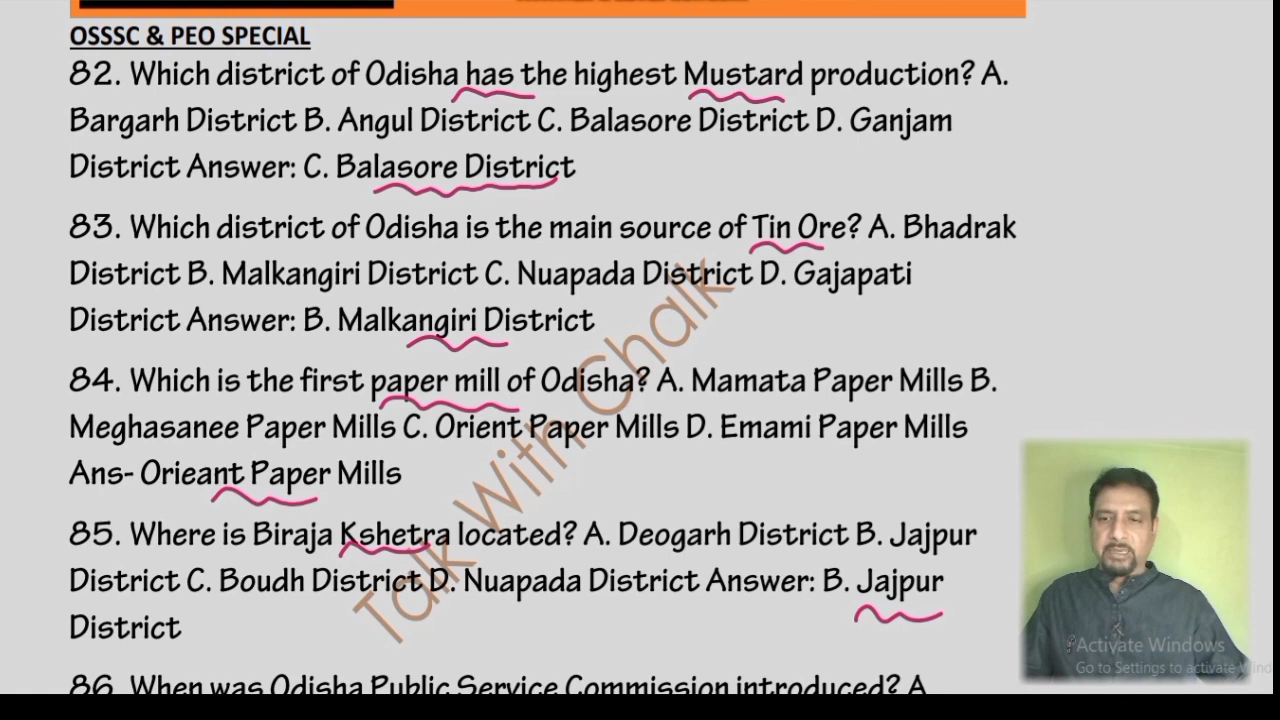 OSSSC & PEO SPECIAL
82. Which district of Odisha has the highest Mustard production? A.
Bargarh District B. Angul District C. Balasore District D. Ganjam
District Answer: C. Balasore District
83. Which district of Odisha is the main source of Tin Ore? A. Bhadrak
District B. Malkangiri District C. Nuapada District D. Gajapati
District Answer: B. Malkangiri District
84. Which is the first paper mill of Odisha? A. Mamata Paper Mills B.
Meghasanee Paper Mills C. Orient Paper Mills D. Emami Paper Mills
Ans- Orieant Paper Mills
85. Where is Biraja Kshetra located? A. Deogarh District B. Jajpur
District C. Boudh District D. Nuapada District Answer: B. Jajpur
District
86. When was Odisha Public Service Commission introduced? A
Talk With Chalk
Activate Windows
Go to Settings to activate Wind